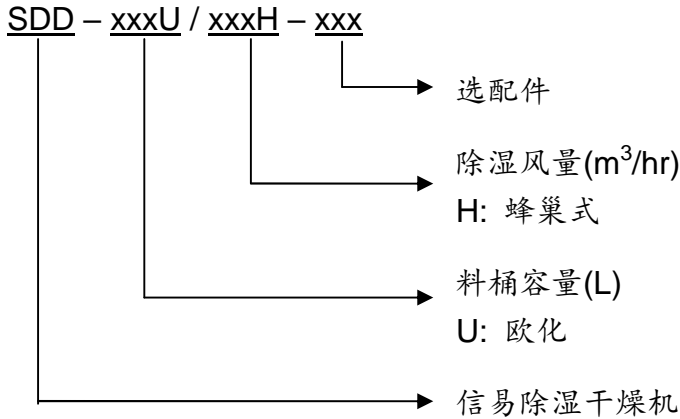 SDD – xxxU / xxxH – xxx
选配件
除湿风量(m³/hr)
H: 蜂巢式
料桶容量(L)
U: 欧化
信易除湿干燥机